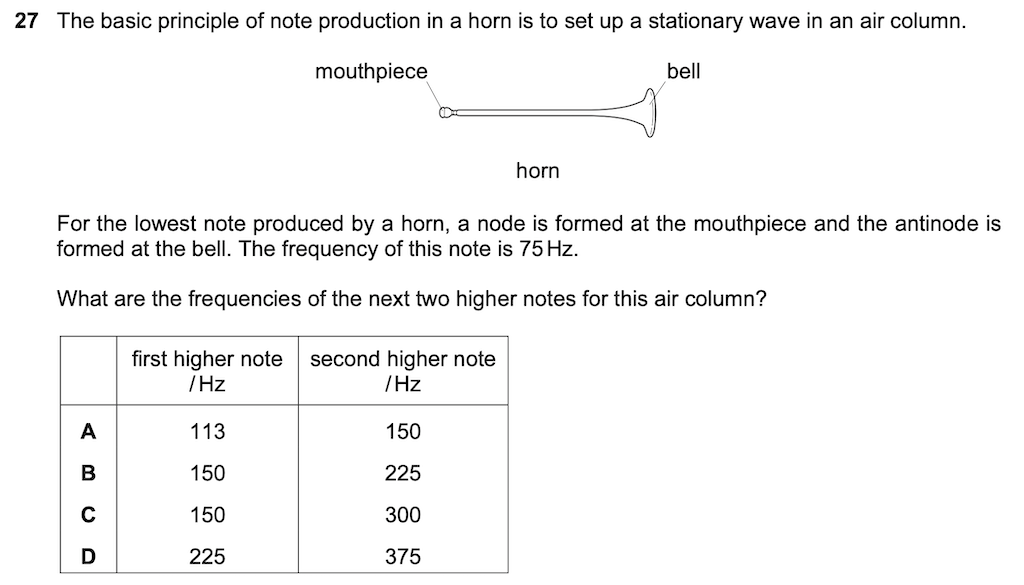 27 The basic principle of note production in a horn is to set up a stationary wave in an air column.
mouthpiece bell
horn
For the lowest note produced by a horn, a node is formed at the mouthpiece and the antinode is
formed at the bell. The frequency of this note is 75 Hz.
What are the frequencies of the next two higher notes for this air column?
first higher note second higher note
/ Hz / Hz
A 113 150
B 150 225
C 150 300
D 225 375